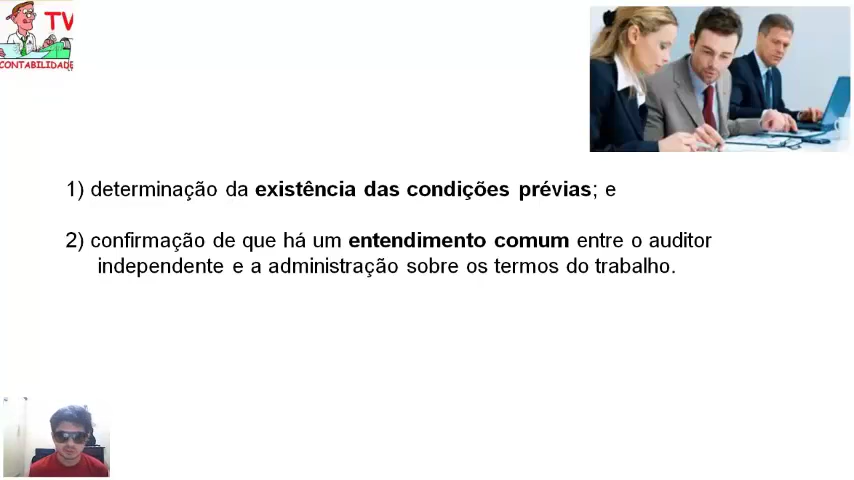 TV
CONTABILIDADE
1) determinação da existência das condições prévias; e
2) confirmação de que há um entendimento comum entre o auditor
independente e a administração sobre os termos do trabalho.